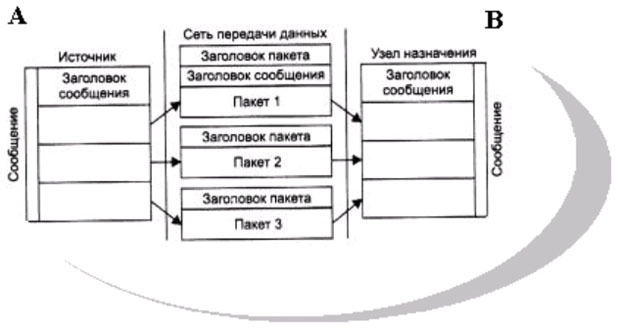 А
В
Сеть передачи данных
Источник
Узел назначения
Сообщение
Заголовок
сообщения
Заголовок пакета
Заголовок сообщения
Пакет 1
Заголовок пакета
Пакет 2
Заголовок пакета
Пакет 3
Заголовок
сообщения
Сообщение